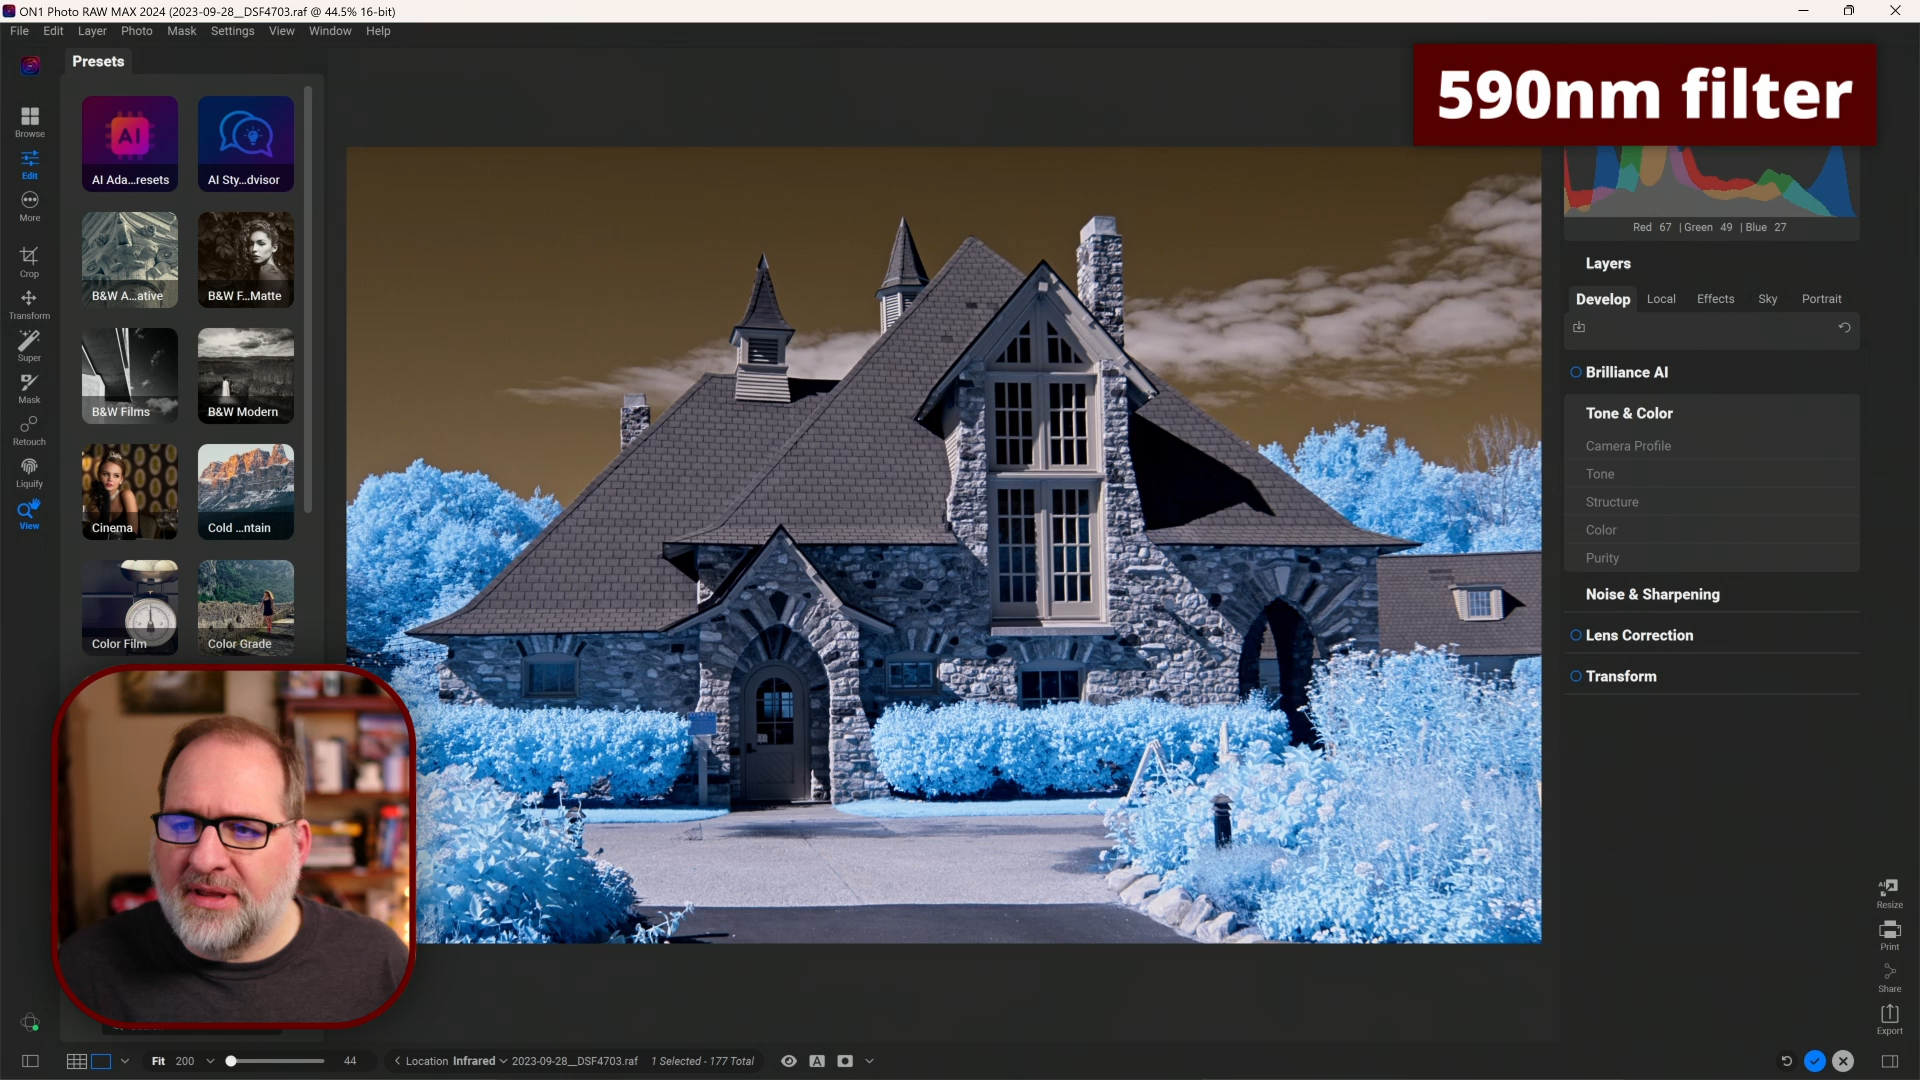 ON1 Photo RAW MAX 2024 (2023-09-28__DSF4703.raf @ 44.5% 16-bit)
File Edit Layer Photo Mask Settings View Window Help
Presets
590nm filter
Browse
Edit
More
Crop
Transform
Super
Mask
Retouch
Liquify
View
AI
AI Ada...resets
AI Sty...dvisor
B&W A...ative
B&W F...Matte
B&W Films
B&W Modern
Cinema
Cold ...ntain
Color Film
Color Grade
Red 67 | Green 49 | Blue 27
Layers
Develop Local Effects Sky Portrait
Brilliance AI
Tone & Color
Camera Profile
Tone
Structure
Color
Purity
Noise & Sharpening
Lens Correction
Transform
AI
Resize
Print
Share
Export
Fit 200 44 Location Infrared 2023-09-28__DSF4703.raf 1 Selected - 177 Total A